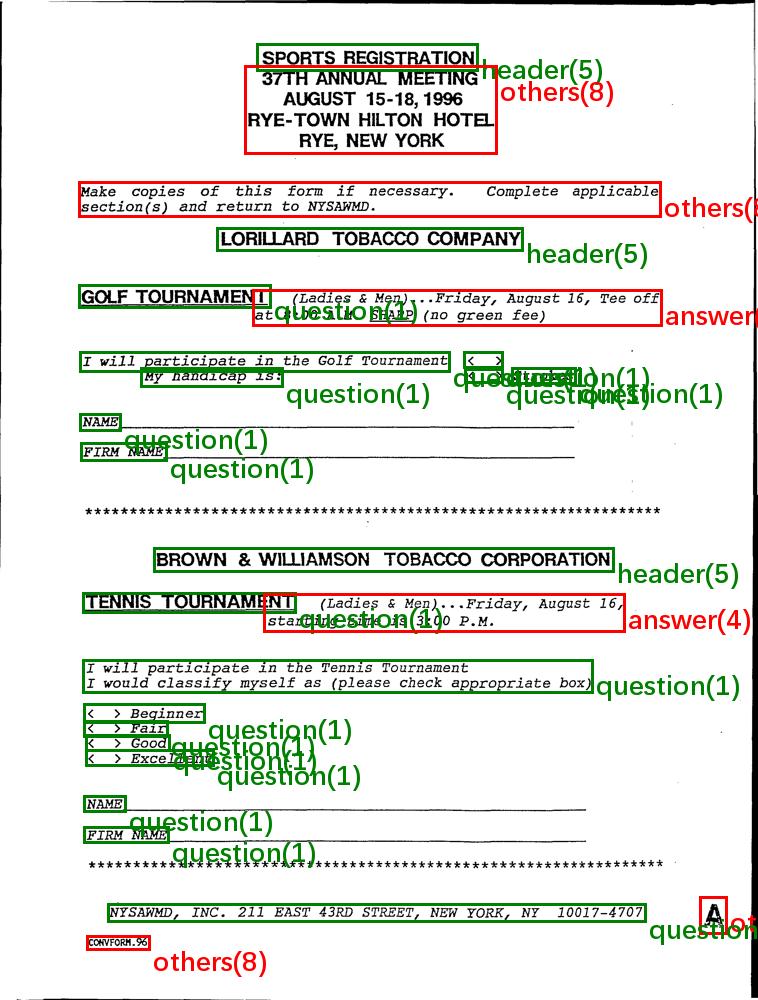 SPORTS REGISTRATION
header(5)
37TH ANNUAL MEETING
others(8)
AUGUST 15-18, 1996
RYE-TOWN HILTON HOTEL
RYE, NEW YORK
Make copies of this form if necessary. Complete applicable
section(s) and return to NYSAWMD.
LORILLARD TOBACCO COMPANY
header(5)
GOLF TOURNAMENT (Ladies & Men)...Friday, August 16, Tee off
question(1)
answer
at SHARP (no green fee)
I will participate in the Golf Tournament < >
My handicap is:
question(1)
question(1)
NAME
question(1)
FIRM NAME
question(1)
****************************************************************
BROWN & WILLIAMSON TOBACCO CORPORATION
header(5)
TENNIS TOURNAMENT (Ladies & Men)...Friday, August 16,
question(1)
answer(4)
starting time is 3:00 P.M.
I will participate in the Tennis Tournament
I would classify myself as (please check appropriate box)
question(1)
< > Beginner
question(1)
< > Fair
question(1)
< > Good
question(1)
< > Excellent
question(1)
NAME
question(1)
FIRM NAME
question(1)
****************************************************************
NYSAWMD, INC. 211 EAST 43RD STREET, NEW YORK, NY 10017-4707
question
A
CONVFORM.96
others(8)